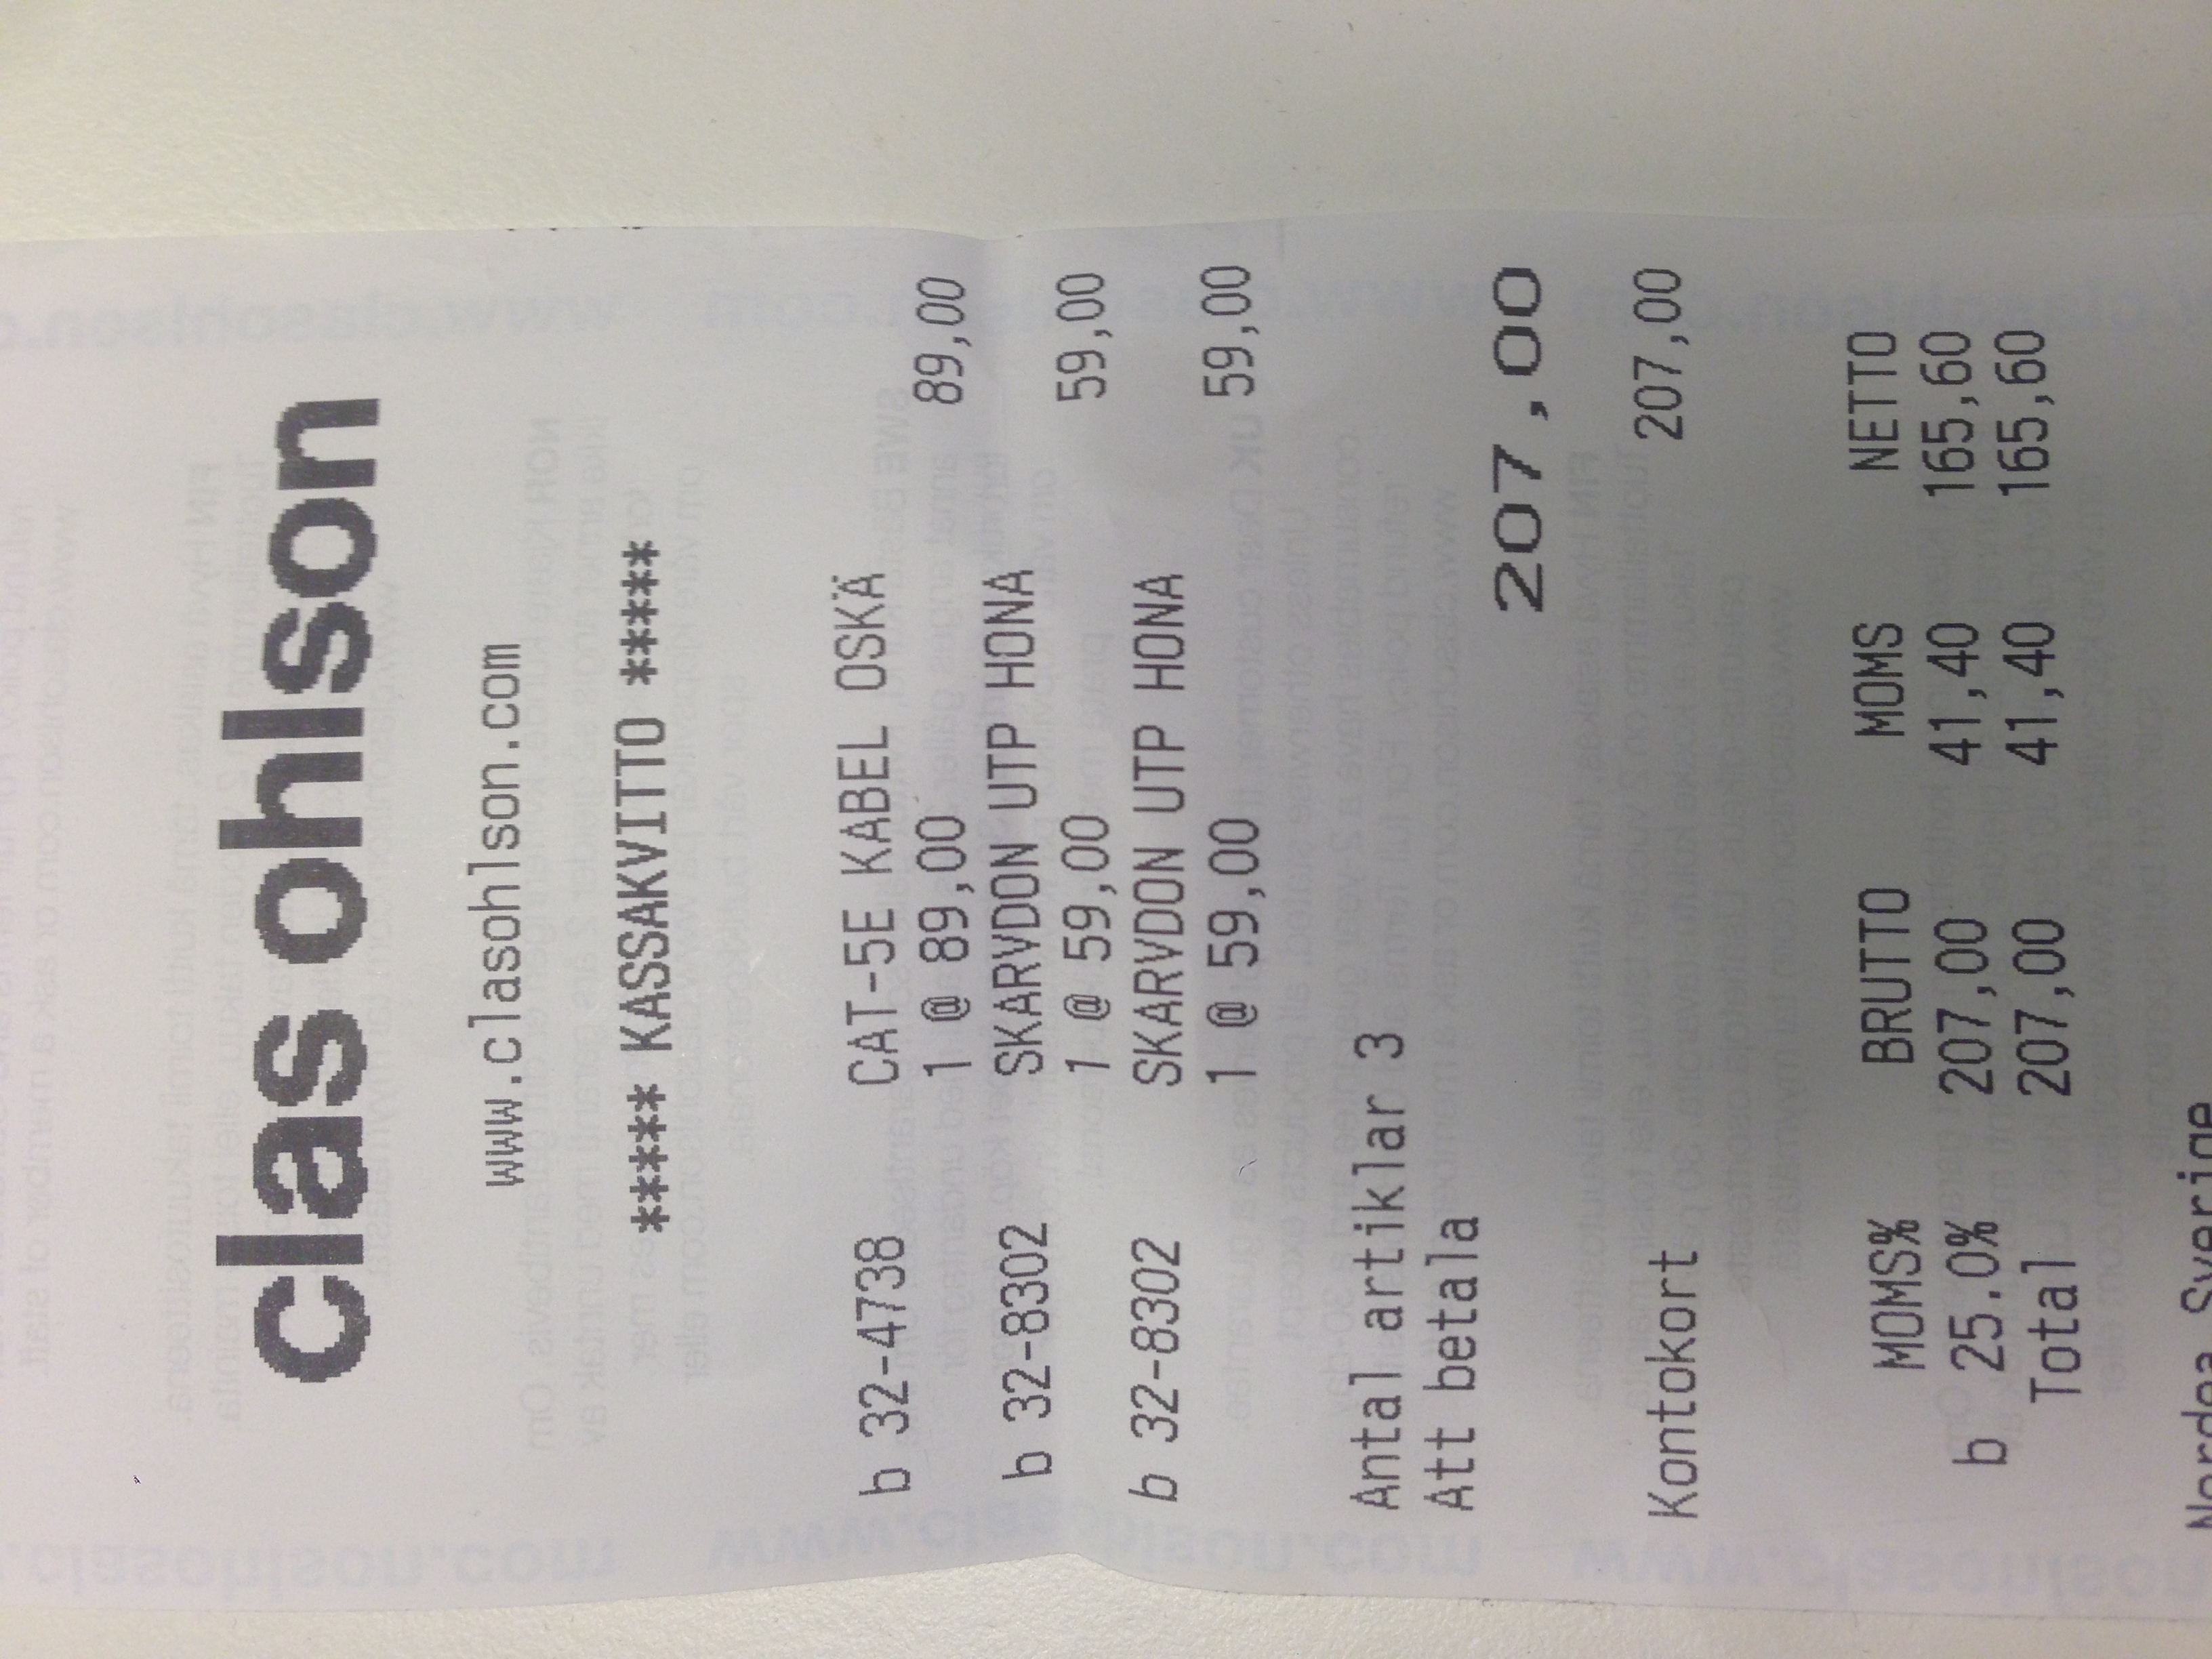 clas ohlson
www.clasohlson.com
***** KASSAKVITTO *****
b 32-4738 CAT-5E KABEL OSKÄ
1 @ 89,00 89,00
b 32-8302 SKARVDON UTP HONA
1 @ 59,00 59,00
b 32-8302 SKARVDON UTP HONA
1 @ 59,00 59,00
Antal artiklar 3
Att betala
207,00
Kontokort 207,00
MOMS% BRUTTO MOMS NETTO
b 25.0% 207,00 41,40 165,60
Total 207,00 41,40 165,60
Nordea Sverige